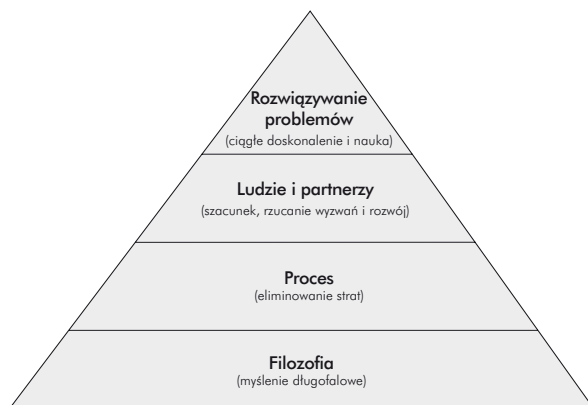 Rozwiązywanie
problemów
(ciągłe doskonalenie i nauka)
Ludzie i partnerzy
(szacunek, rzucanie wyzwań i rozwój)
Proces
(eliminowanie strat)
Filozofia
(myślenie długofalowe)